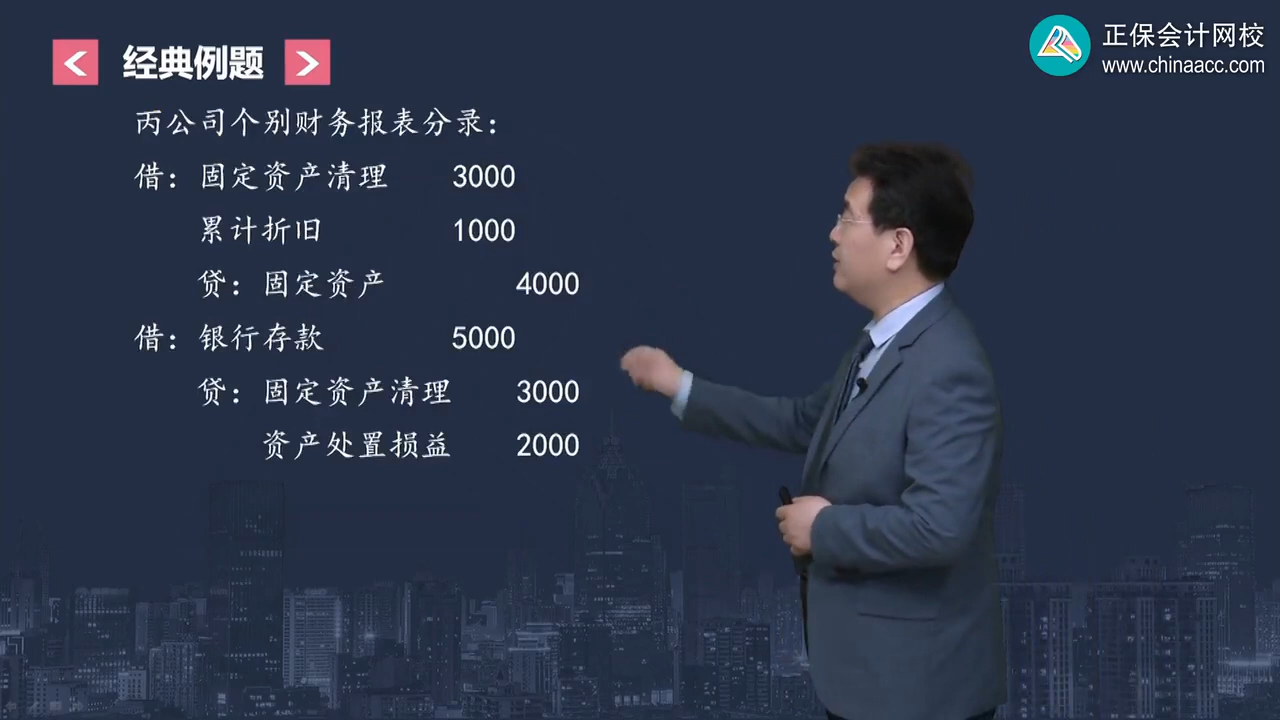 正保会计网校
www.chinaacc.com
经典例题
丙公司个别财务报表分录：
借：固定资产清理 3000
累计折旧 1000
贷：固定资产 4000
借：银行存款 5000
贷：固定资产清理 3000
资产处置损益 2000